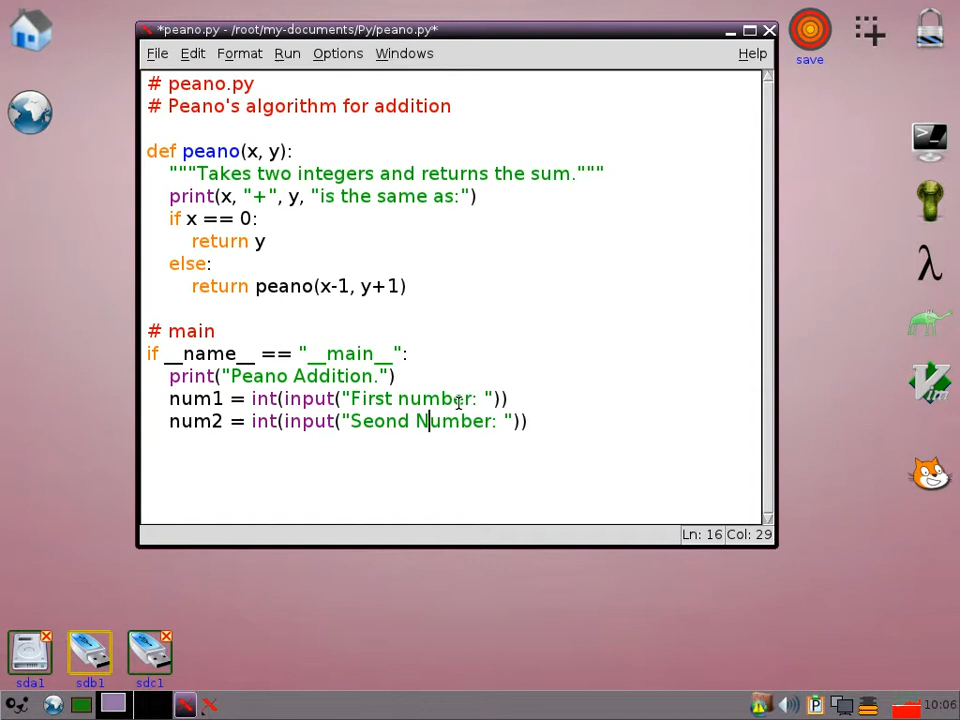 *peano.py - /root/my-documents/Py/peano.py*
File Edit Format Run Options Windows Help
save
# peano.py
# Peano's algorithm for addition
def peano(x, y):
    """Takes two integers and returns the sum."""
    print(x, "+", y, "is the same as:")
    if x == 0:
        return y
    else:
        return peano(x-1, y+1)
# main
if __name__ == "__main__":
    print("Peano Addition.")
    num1 = int(input("First number: "))
    num2 = int(input("Seond Number: "))
Ln: 16 Col: 29
sda1 sdb1 sdc1
10:06